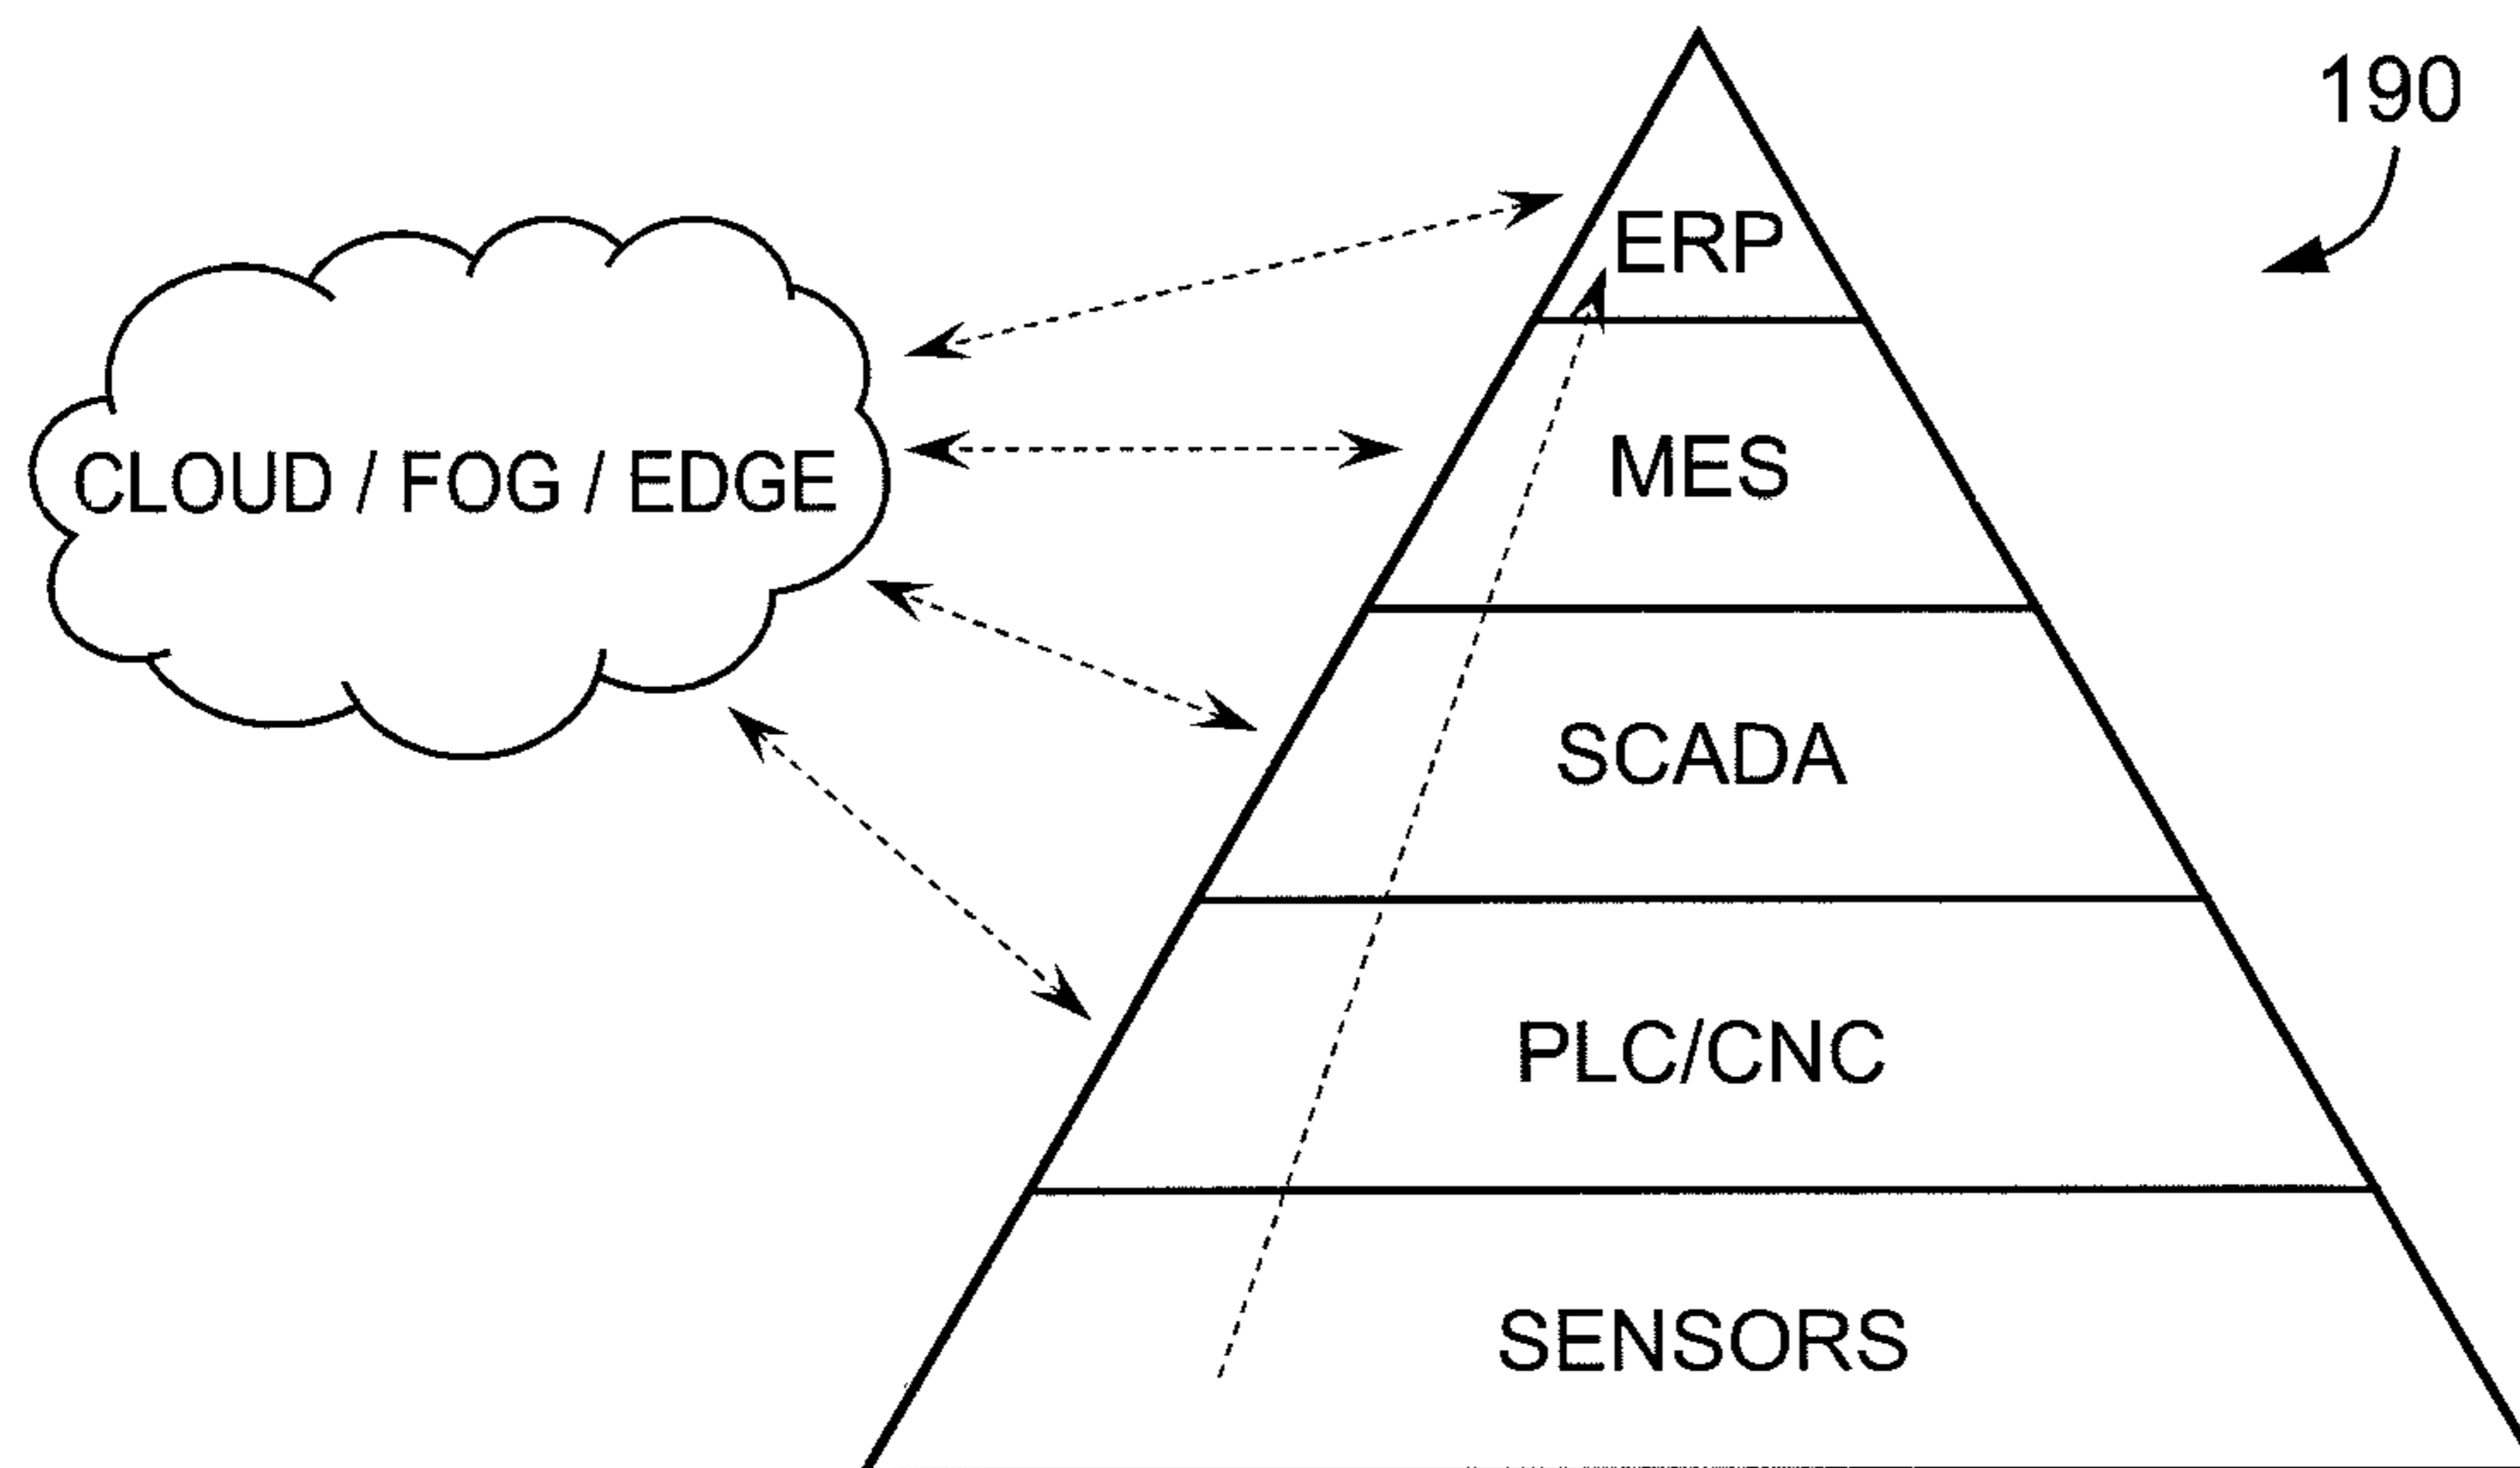 190
ERP
CLOUD / FOG / EDGE
MES
SCADA
PLC/CNC
SENSORS